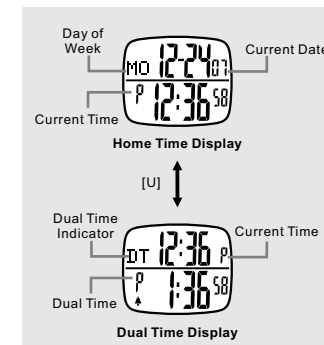 Day of
Week
Current Date
MO 12-24 07
P 12:36 58
Current Time
Home Time Display
[U]
Dual Time
Indicator
Current Time
DT 12:36 P
P 1:36 58
Dual Time
Dual Time Display